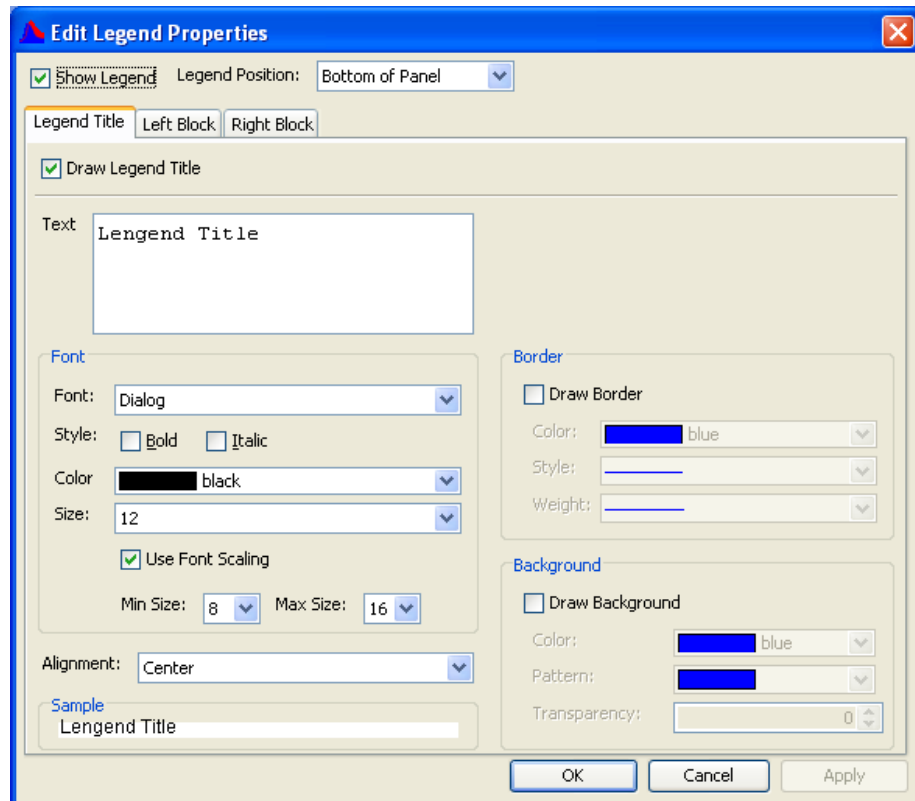 Edit Legend Properties
Show Legend Legend Position: Bottom of Panel
Legend Title Left Block Right Block
Draw Legend Title
Text Lengend Title
Font
Font: Dialog
Style: Bold Italic
Color black
Size: 12
Use Font Scaling
Min Size: 8 Max Size: 16
Alignment: Center
Sample
Lengend Title
Border
Draw Border
Color: blue
Style:
Weight:
Background
Draw Background
Color: blue
Pattern:
Transparency: 0
OK Cancel Apply